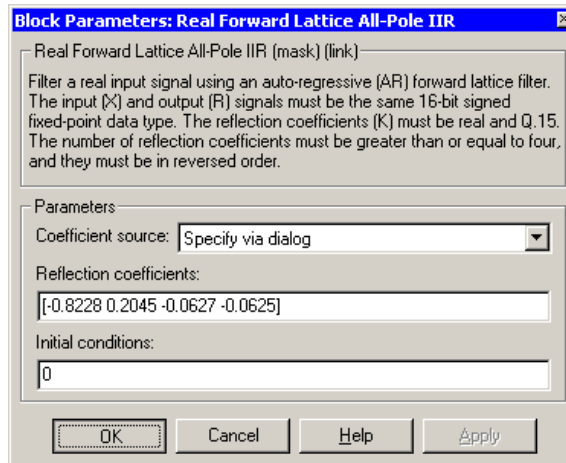 Block Parameters: Real Forward Lattice All-Pole IIR
Real Forward Lattice All-Pole IIR (mask) (link)
Filter a real input signal using an auto-regressive (AR) forward lattice filter.
The input (X) and output (R) signals must be the same 16-bit signed
fixed-point data type. The reflection coefficients (K) must be real and Q.15.
The number of reflection coefficients must be greater than or equal to four,
and they must be in reversed order.
Parameters
Coefficient source: Specify via dialog
Reflection coefficients:
[-0.8228 0.2045 -0.0627 -0.0625]
Initial conditions:
0
OK Cancel Help Apply